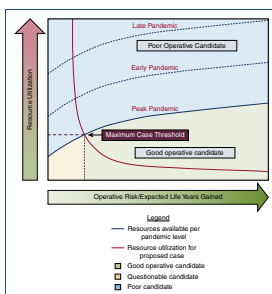 Late Pandemic
Poor Operative Candidate
Early Pandemic
Peak Pandemic
Maximum Case Threshold
Good operative candidate
Resource Utilization
Operative Risk/Expected Life Years Gained
Legend
Resources available per
pandemic level
Resource utilization for
proposed case
Good operative candidate
Questionable candidate
Poor candidate